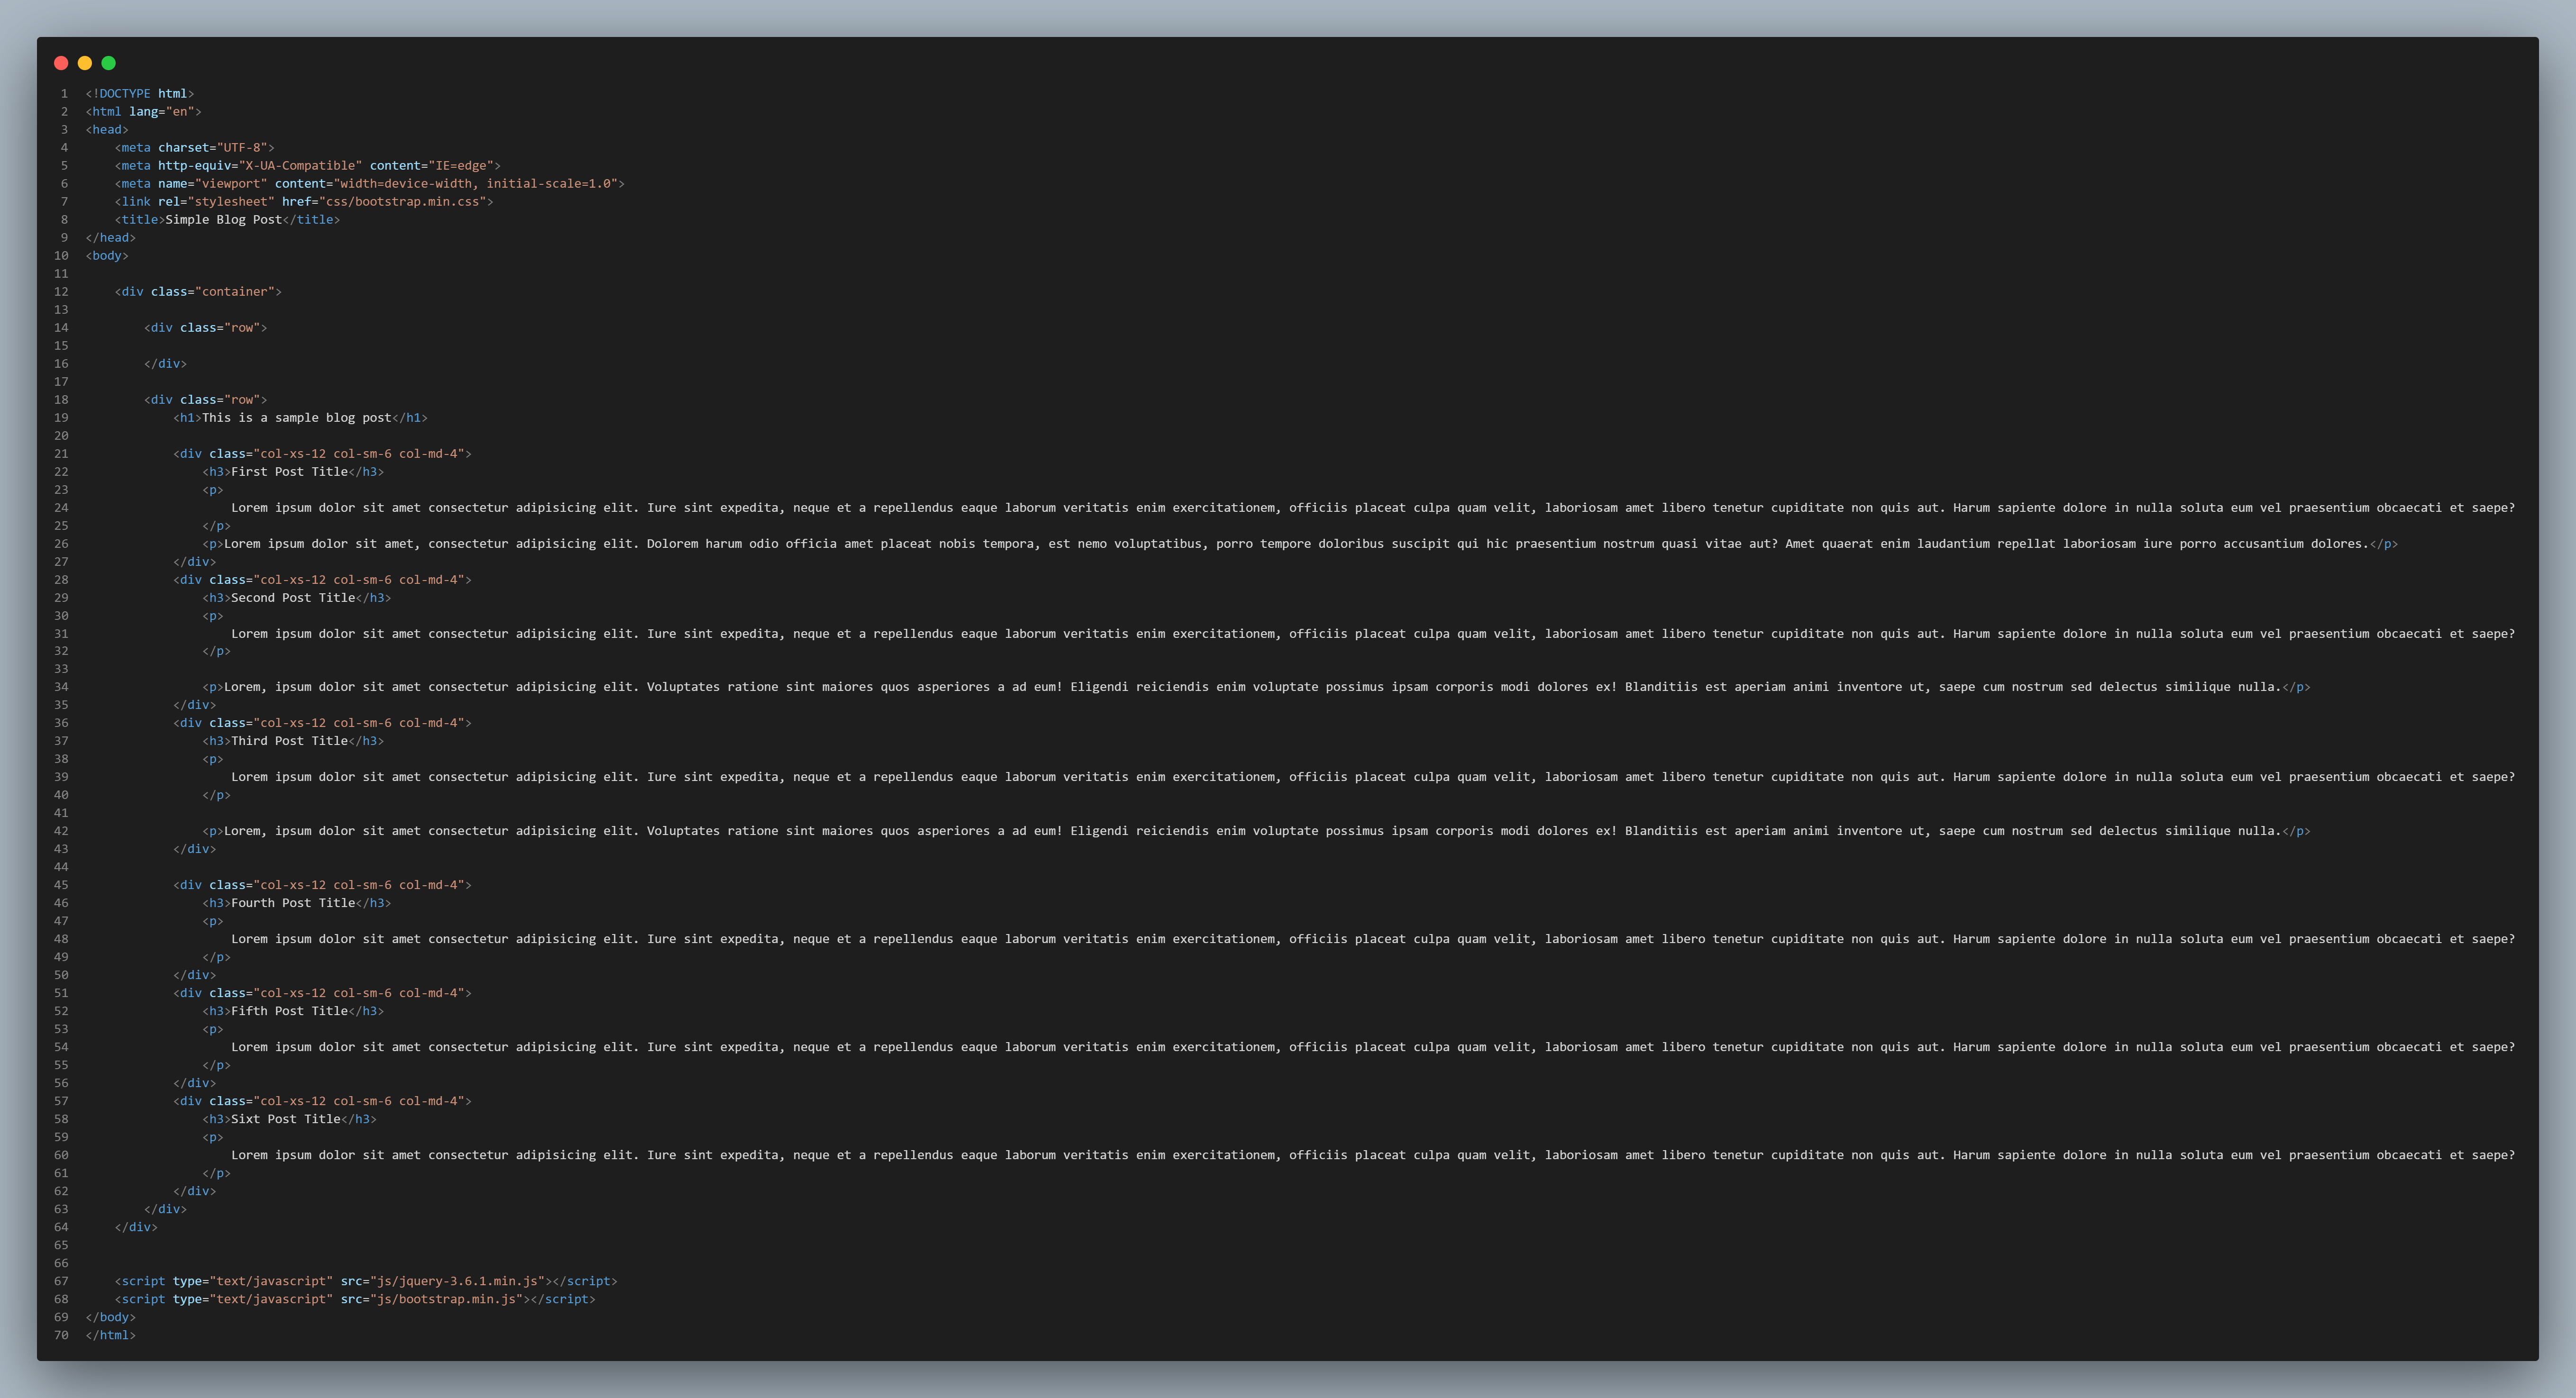 1 <!DOCTYPE html>
2 <html lang="en">
3 <head>
4     <meta charset="UTF-8">
5     <meta http-equiv="X-UA-Compatible" content="IE=edge">
6     <meta name="viewport" content="width=device-width, initial-scale=1.0">
7     <link rel="stylesheet" href="css/bootstrap.min.css">
8     <title>Simple Blog Post</title>
9 </head>
10 <body>
11
12     <div class="container">
13
14         <div class="row">
15
16         </div>
17
18         <div class="row">
19             <h1>This is a sample blog post</h1>
20
21             <div class="col-xs-12 col-sm-6 col-md-4">
22                 <h3>First Post Title</h3>
23                 <p>
24                     Lorem ipsum dolor sit amet consectetur adipisicing elit. Iure sint expedita, neque et a repellendus eaque laborum veritatis enim exercitationem, officiis placeat culpa quam velit, laboriosam amet libero tenetur cupiditate non quis aut. Harum sapiente dolore in nulla soluta eum vel praesentium obcaecati et saepe?
25                 </p>
26                 <p>Lorem ipsum dolor sit amet, consectetur adipisicing elit. Dolorem harum odio officia amet placeat nobis tempora, est nemo voluptatibus, porro tempore doloribus suscipit qui hic praesentium nostrum quasi vitae aut? Amet quaerat enim laudantium repellat laboriosam iure porro accusantium dolores.</p>
27             </div>
28             <div class="col-xs-12 col-sm-6 col-md-4">
29                 <h3>Second Post Title</h3>
30                 <p>
31                     Lorem ipsum dolor sit amet consectetur adipisicing elit. Iure sint expedita, neque et a repellendus eaque laborum veritatis enim exercitationem, officiis placeat culpa quam velit, laboriosam amet libero tenetur cupiditate non quis aut. Harum sapiente dolore in nulla soluta eum vel praesentium obcaecati et saepe?
32                 </p>
33
34                 <p>Lorem, ipsum dolor sit amet consectetur adipisicing elit. Voluptates ratione sint maiores quos asperiores a ad eum! Eligendi reiciendis enim voluptate possimus ipsam corporis modi dolores ex! Blanditiis est aperiam animi inventore ut, saepe cum nostrum sed delectus similique nulla.</p>
35             </div>
36             <div class="col-xs-12 col-sm-6 col-md-4">
37                 <h3>Third Post Title</h3>
38                 <p>
39                     Lorem ipsum dolor sit amet consectetur adipisicing elit. Iure sint expedita, neque et a repellendus eaque laborum veritatis enim exercitationem, officiis placeat culpa quam velit, laboriosam amet libero tenetur cupiditate non quis aut. Harum sapiente dolore in nulla soluta eum vel praesentium obcaecati et saepe?
40                 </p>
41
42                 <p>Lorem, ipsum dolor sit amet consectetur adipisicing elit. Voluptates ratione sint maiores quos asperiores a ad eum! Eligendi reiciendis enim voluptate possimus ipsam corporis modi dolores ex! Blanditiis est aperiam animi inventore ut, saepe cum nostrum sed delectus similique nulla.</p>
43             </div>
44
45             <div class="col-xs-12 col-sm-6 col-md-4">
46                 <h3>Fourth Post Title</h3>
47                 <p>
48                     Lorem ipsum dolor sit amet consectetur adipisicing elit. Iure sint expedita, neque et a repellendus eaque laborum veritatis enim exercitationem, officiis placeat culpa quam velit, laboriosam amet libero tenetur cupiditate non quis aut. Harum sapiente dolore in nulla soluta eum vel praesentium obcaecati et saepe?
49                 </p>
50             </div>
51             <div class="col-xs-12 col-sm-6 col-md-4">
52                 <h3>Fifth Post Title</h3>
53                 <p>
54                     Lorem ipsum dolor sit amet consectetur adipisicing elit. Iure sint expedita, neque et a repellendus eaque laborum veritatis enim exercitationem, officiis placeat culpa quam velit, laboriosam amet libero tenetur cupiditate non quis aut. Harum sapiente dolore in nulla soluta eum vel praesentium obcaecati et saepe?
55                 </p>
56             </div>
57             <div class="col-xs-12 col-sm-6 col-md-4">
58                 <h3>Sixt Post Title</h3>
59                 <p>
60                     Lorem ipsum dolor sit amet consectetur adipisicing elit. Iure sint expedita, neque et a repellendus eaque laborum veritatis enim exercitationem, officiis placeat culpa quam velit, laboriosam amet libero tenetur cupiditate non quis aut. Harum sapiente dolore in nulla soluta eum vel praesentium obcaecati et saepe?
61                 </p>
62             </div>
63         </div>
64     </div>
65
66
67     <script type="text/javascript" src="js/jquery-3.6.1.min.js"></script>
68     <script type="text/javascript" src="js/bootstrap.min.js"></script>
69 </body>
70 </html>